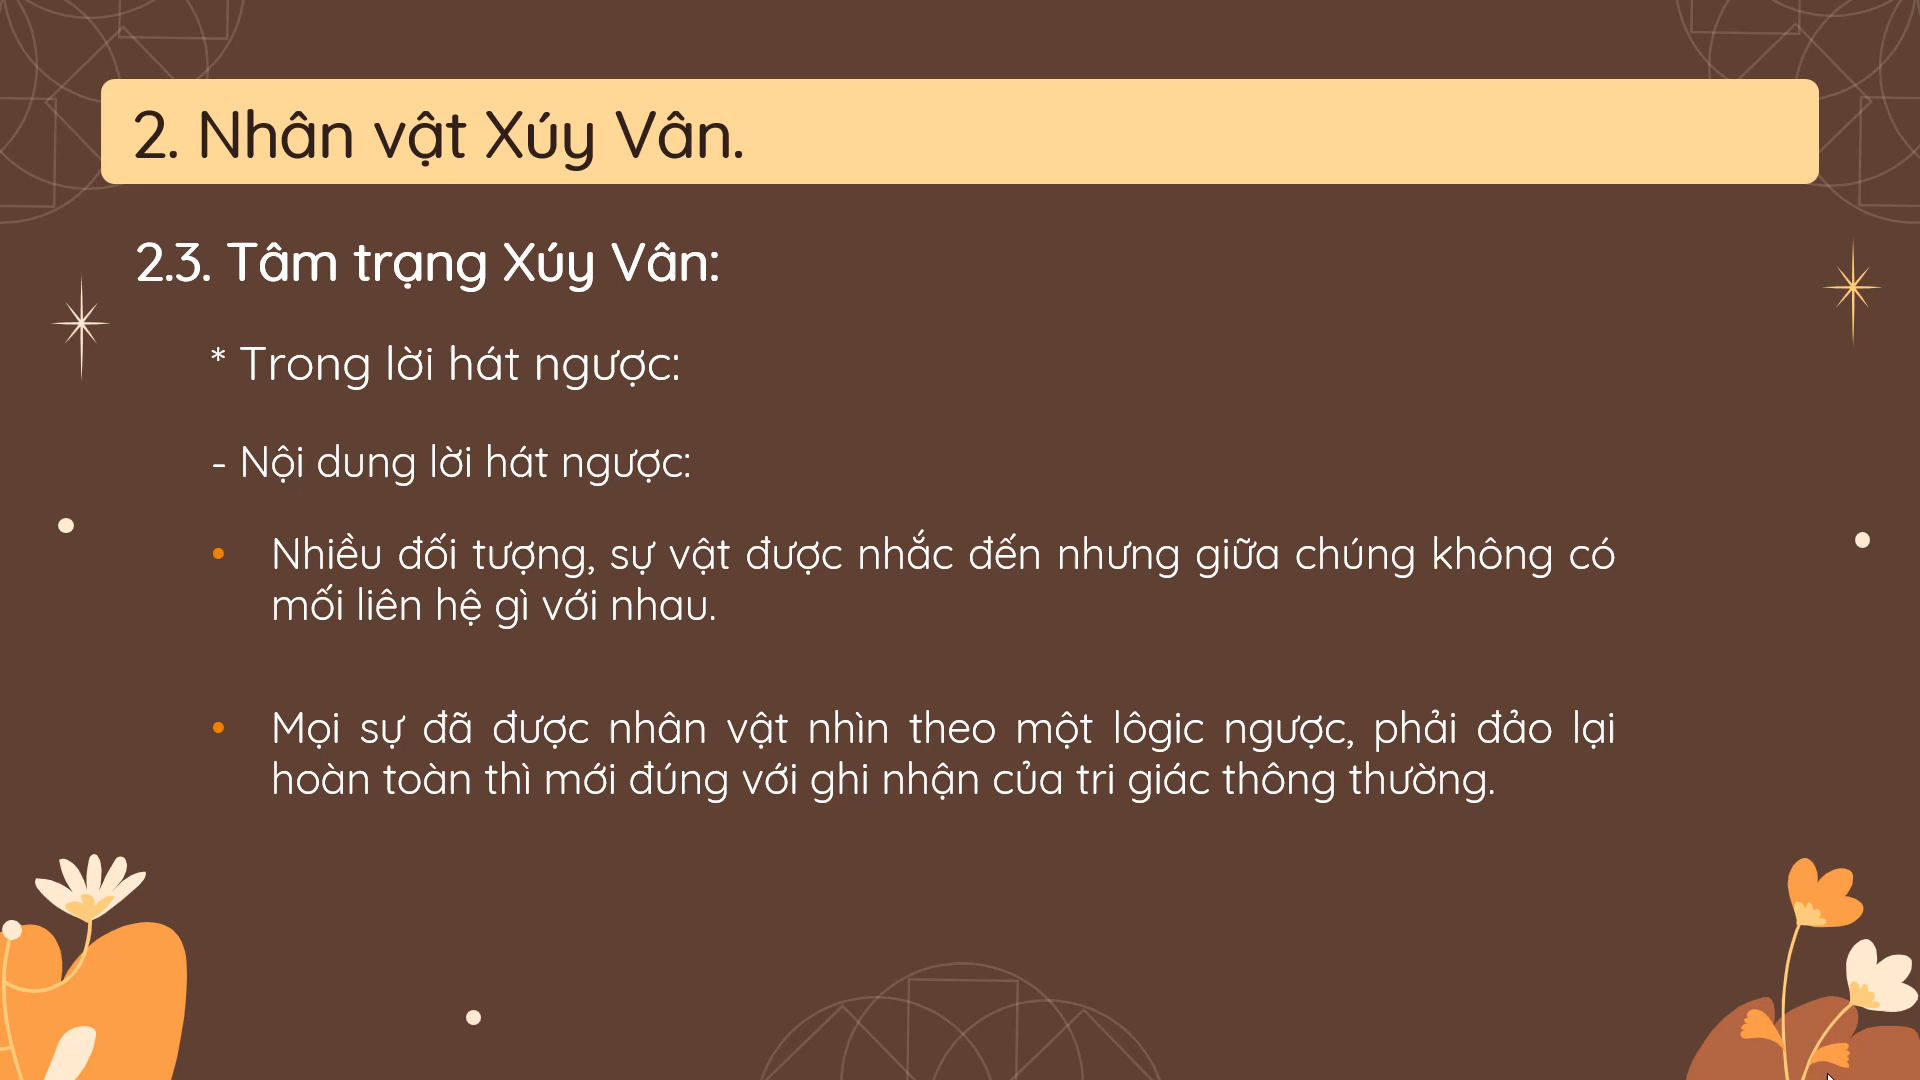 2. Nhân vật Xúy Vân.
2.3. Tâm trạng Xúy Vân:
* Trong lời hát ngược:
- Nội dung lời hát ngược:
• Nhiều đối tượng, sự vật được nhắc đến nhưng giữa chúng không có
mối liên hệ gì với nhau.
• Mọi sự đã được nhân vật nhìn theo một lôgic ngược, phải đảo lại
hoàn toàn thì mới đúng với ghi nhận của tri giác thông thường.